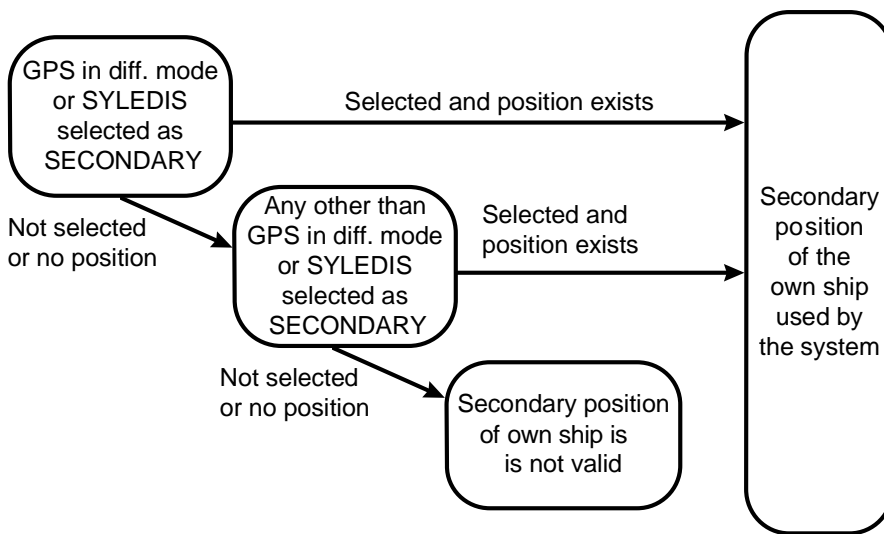 GPS in diff. mode
or SYLEDIS
selected as
SECONDARY
Selected and position exists
Not selected
or no position
Any other than
GPS in diff. mode
or SYLEDIS
selected as
SECONDARY
Selected and
position exists
Not selected
or no position
Secondary position
of own ship is
is not valid
Secondary
position
of the
own ship
used by
the system